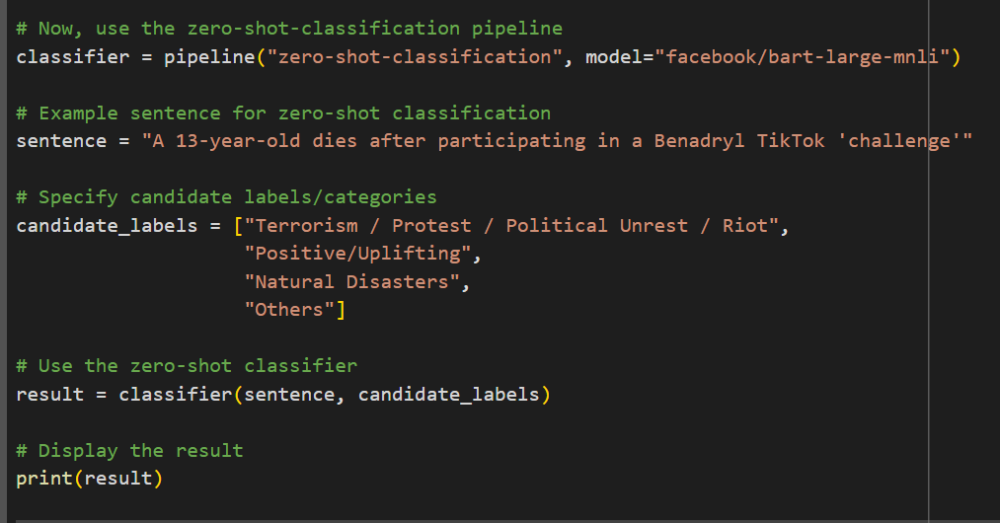 # Now, use the zero-shot-classification pipeline
classifier = pipeline("zero-shot-classification", model="facebook/bart-large-mnli")
# Example sentence for zero-shot classification
sentence = "A 13-year-old dies after participating in a Benadryl TikTok 'challenge'"
# Specify candidate labels/categories
candidate_labels = ["Terrorism / Protest / Political Unrest / Riot",
"Positive/Uplifting",
"Natural Disasters",
"Others"]
# Use the zero-shot classifier
result = classifier(sentence, candidate_labels)
# Display the result
print(result)